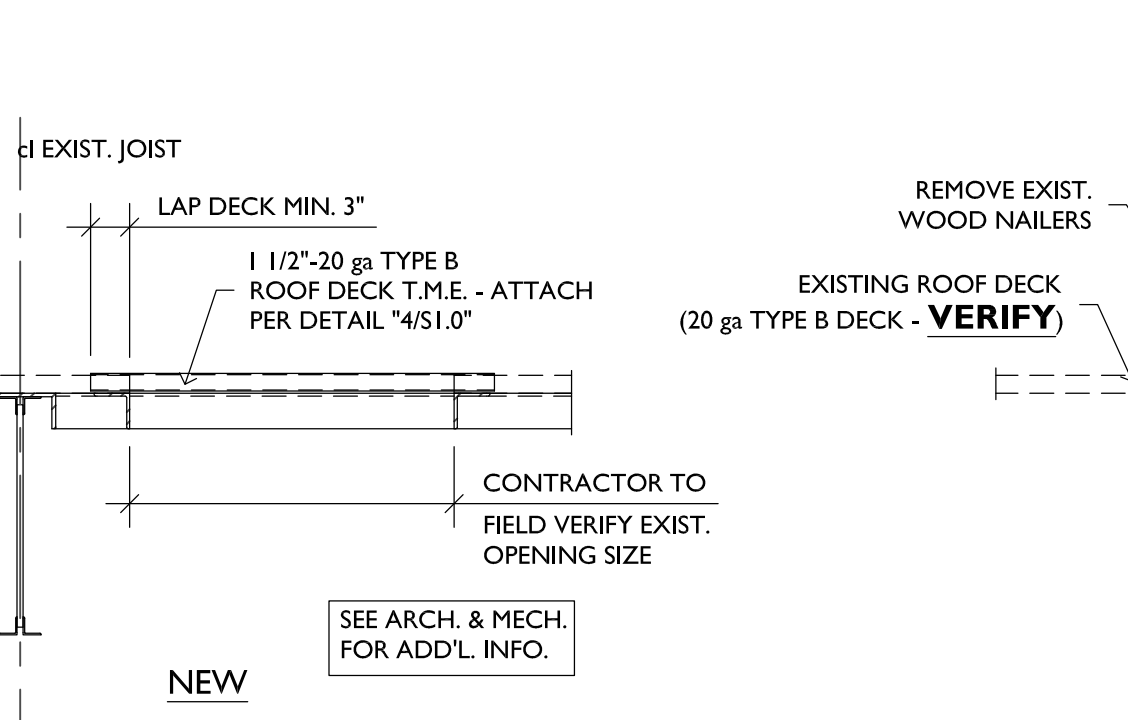 cl EXIST. JOIST
LAP DECK MIN. 3"
1 1/2"-20 ga TYPE B
ROOF DECK T.M.E. - ATTACH
PER DETAIL "4/S1.0"
CONTRACTOR TO
FIELD VERIFY EXIST.
OPENING SIZE
SEE ARCH. & MECH.
FOR ADD'L. INFO.
NEW
REMOVE EXIST.
WOOD NAILERS
EXISTING ROOF DECK
(20 ga TYPE B DECK - VERIFY)